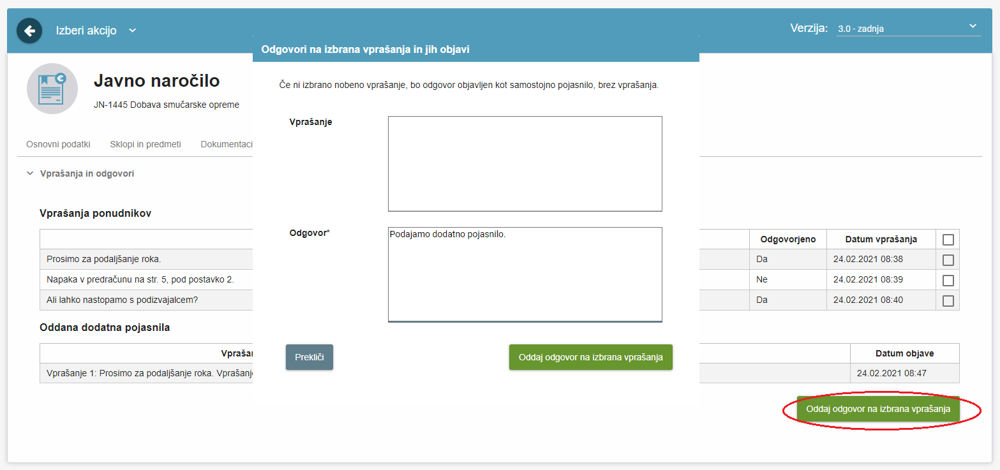 Izberi akcijo
Verzija: 3.0 - zadnja
Javno naročilo
JN-1445 Dobava smučarske opreme
Osnovni podatki Sklopi in predmeti Dokumentaci
Vprašanja in odgovori
Vprašanja ponudnikov
Odgovorjeno Datum vprašanja
Prosimo za podaljšanje roka. Da 24.02.2021 08:38
Napaka v predračunu na str. 5, pod postavko 2. Ne 24.02.2021 08:39
Ali lahko nastopamo s podizvajalcem? Da 24.02.2021 08:40
Oddana dodatna pojasnila
Vprašan Datum objave
Vprašanje 1: Prosimo za podaljšanje roka. Vprašanje 24.02.2021 08:47
Oddaj odgovor na izbrana vprašanja
Odgovori na izbrana vprašanja in jih objavi
Če ni izbrano nobeno vprašanje, bo odgovor objavljen kot samostojno pojasnilo, brez vprašanja.
Vprašanje
Odgovor*
Podajamo dodatno pojasnilo.
Prekliči
Oddaj odgovor na izbrana vprašanja